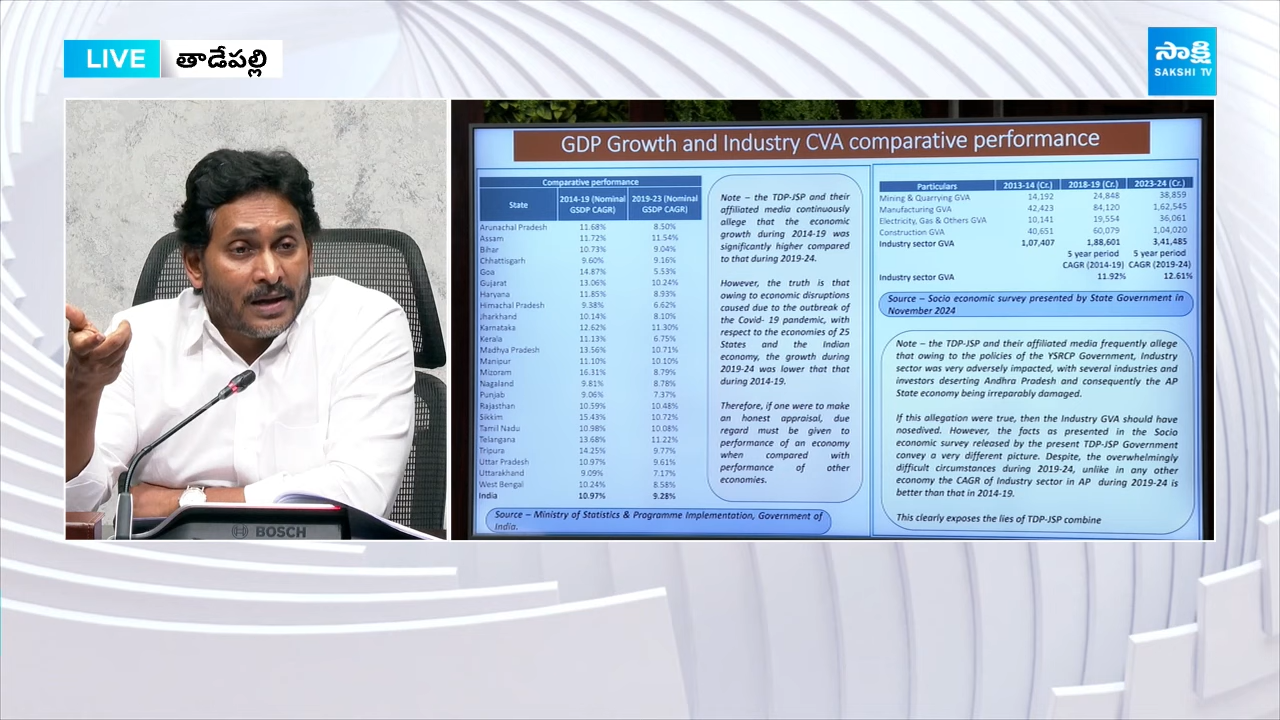 LIVE
తాడేపల్లి
సాక్షి
SAKSHI TV
GDP Growth and Industry CVA comparative performance
Comparative performance
State 2014-19 (Nominal GSDP CAGR) 2019-23 (Nominal GSDP CAGR)
Arunachal Pradesh 11.68% 8.50%
Assam 11.72% 11.54%
Bihar 10.73% 9.04%
Chhattisgarh 9.60% 9.16%
Goa 14.87% 5.53%
Gujarat 13.06% 10.24%
Haryana 11.85% 8.93%
Himachal Pradesh 9.38% 6.62%
Jharkhand 10.14% 8.10%
Karnataka 12.62% 11.30%
Kerala 11.13% 6.75%
Madhya Pradesh 13.56% 10.71%
Manipur 11.10% 10.10%
Mizoram 16.31% 8.79%
Nagaland 9.81% 8.78%
Punjab 9.06% 7.37%
Rajasthan 10.59% 10.48%
Sikkim 15.43% 10.72%
Tamil Nadu 10.98% 10.08%
Telangana 13.68% 11.22%
Tripura 14.25% 9.77%
Uttar Pradesh 10.97% 9.61%
Uttarakhand 9.09% 7.17%
West Bengal 10.24% 8.58%
India 10.97% 9.28%
Source – Ministry of Statistics & Programme Implementation, Government of
India.
Note – the TDP-JSP and their
affiliated media continuously
allege that the economic
growth during 2014-19 was
significantly higher compared
to that during 2019-24.
However, the truth is that
owing to economic disruptions
caused due to the outbreak of
the Covid- 19 pandemic, with
respect to the economies of 25
States and the Indian
economy, the growth during
2019-24 was lower that that
during 2014-19.
Therefore, if one were to make
an honest appraisal, due
regard must be given to
performance of an economy
when compared with
performance of other
economies.
Particulars 2013-14 (Cr.) 2018-19 (Cr.) 2023-24 (Cr.)
Mining & Quarrying GVA 14,192 24,848 38,859
Manufacturing GVA 42,423 84,120 1,62,545
Electricity, Gas & Others GVA 10,141 19,554 36,061
Construction GVA 40,651 60,079 1,04,020
Industry sector GVA 1,07,407 1,88,601 3,41,485
5 year period 5 year period
CAGR (2014-19) CAGR (2019-24)
Industry sector GVA 11.92% 12.61%
Source – Socio economic survey presented by State Government in
November 2024
Note – the TDP-JSP and their affiliated media frequently allege
that owing to the policies of the YSRCP Government, Industry
sector was very adversely impacted, with several industries and
investors deserting Andhra Pradesh and consequently the AP
State economy being irreparably damaged.
If this allegation were true, then the Industry GVA should have
nosedived. However, the facts as presented in the Socio
economic survey released by the present TDP-JSP Government
convey a very different picture. Despite, the overwhelmingly
difficult circumstances during 2019-24, unlike in any other
economy the CAGR of Industry sector in AP during 2019-24 is
better than that in 2014-19.
This clearly exposes the lies of TDP-JSP combine
BOSCH